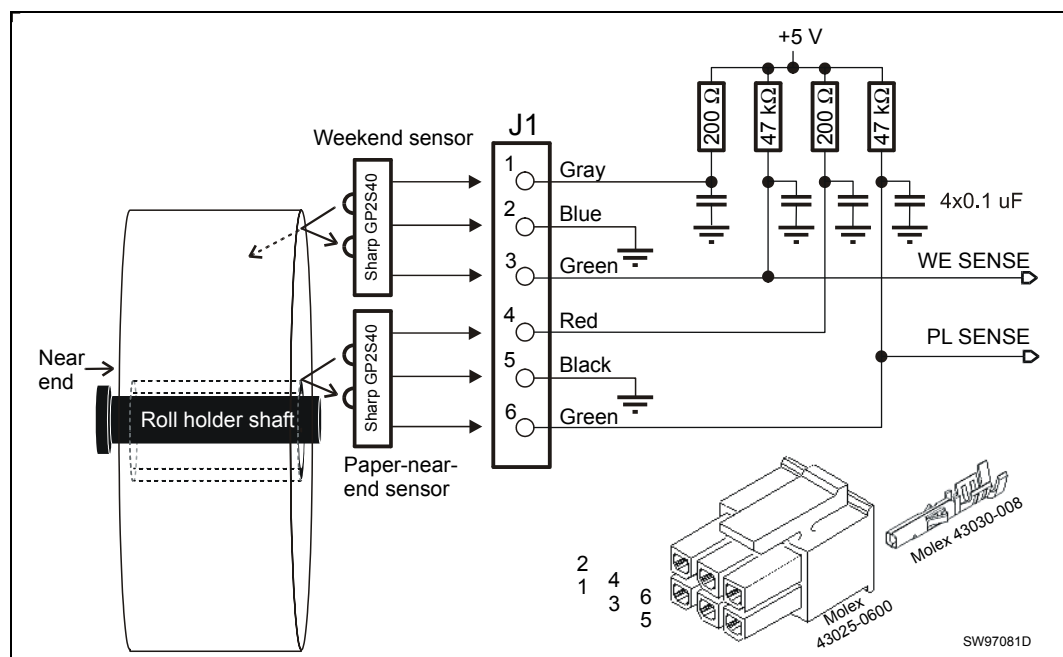 +5 V
200 Ω
47 kΩ
200 Ω
47 kΩ
4x0.1 uF
Weekend sensor
J1
Sharp GP2S40
1
Gray
2
Blue
3
Green
WE SENSE
4
Red
PL SENSE
5
Black
6
Green
Sharp GP2S40
Near
end
Roll holder shaft
Paper-near-
end sensor
Molex 43030-008
2
1
4
3
6
5
Molex
43025-0600
SW97081D